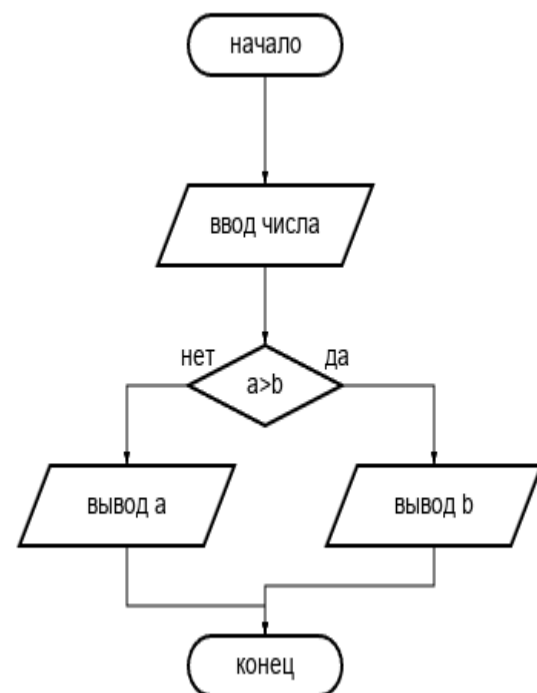 начало
ввод числа
нет
да
a>b
вывод a
вывод b
конец